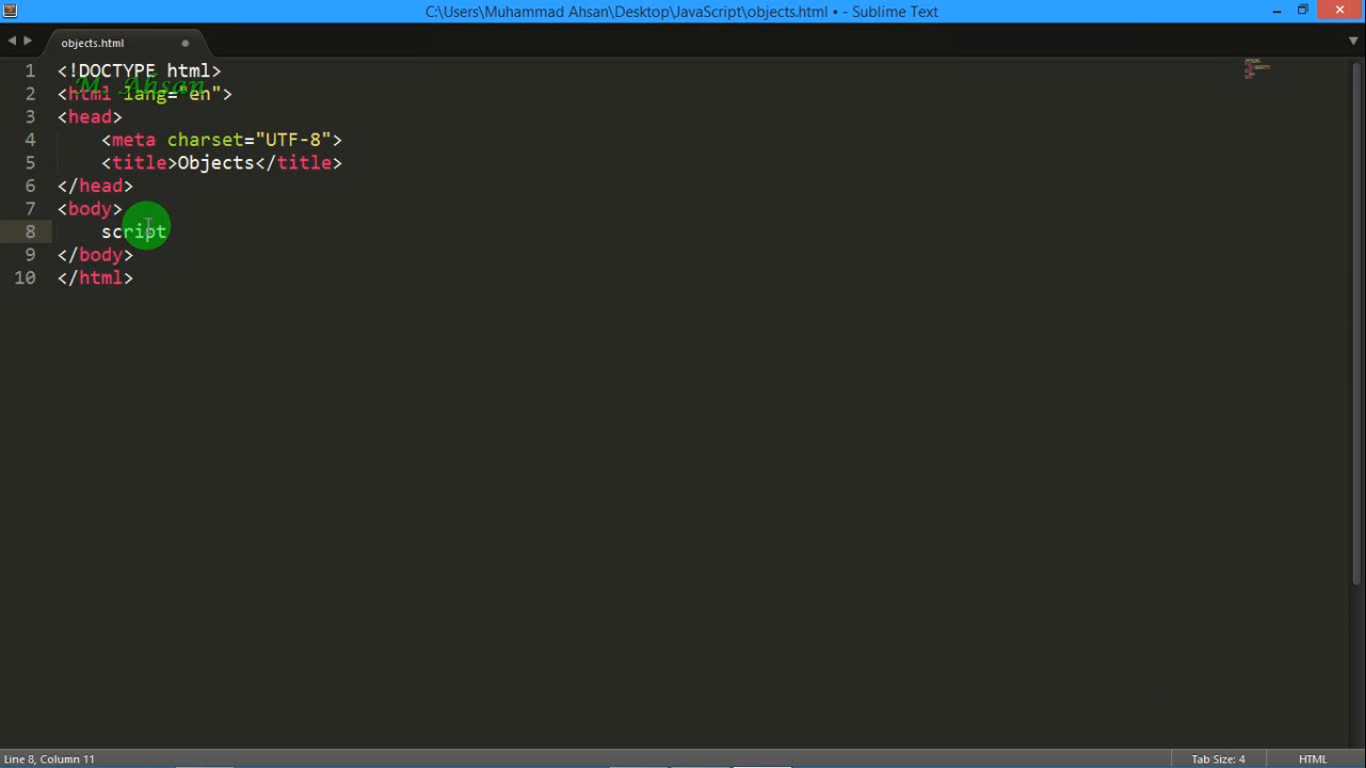 C:\Users\Muhammad Ahsan\Desktop\JavaScript\objects.html • - Sublime Text
objects.html
1 <!DOCTYPE html>
M. Ahsan
2 <html lang="en">
3 <head>
4 <meta charset="UTF-8">
5 <title>Objects</title>
6 </head>
7 <body>
8 script
9 </body>
10 </html>
Line 8, Column 11
Tab Size: 4
HTML